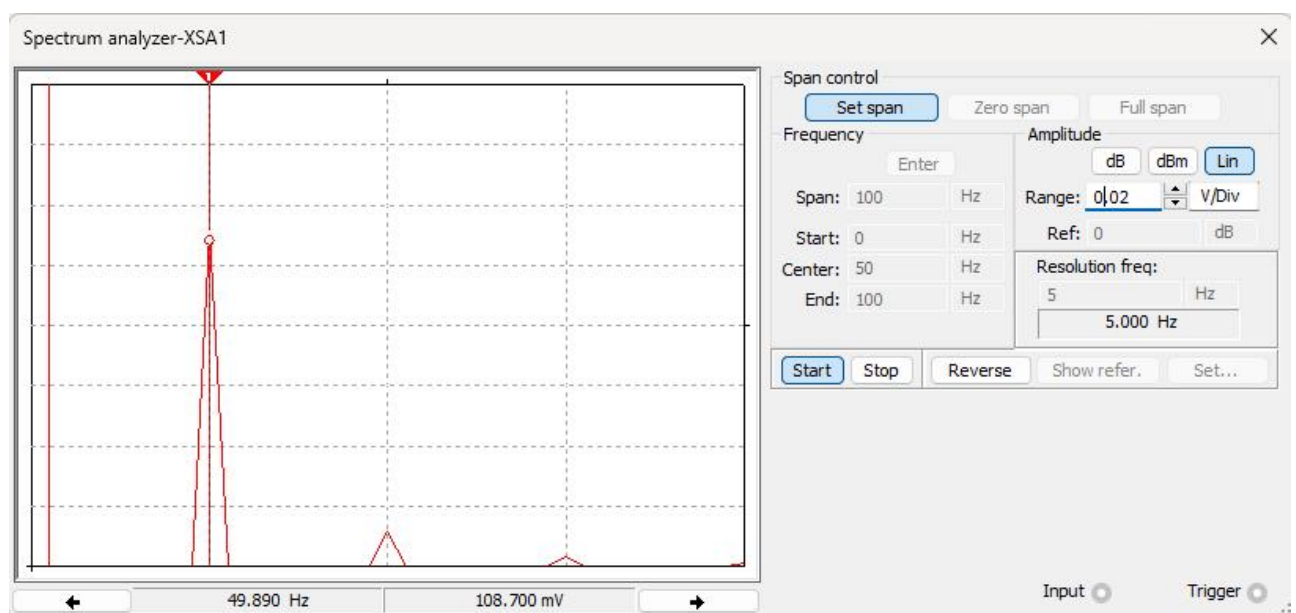 Spectrum analyzer-XSA1
1
Span control
Set span Zero span Full span
Frequency
Enter
Span: 100 Hz
Start: 0 Hz
Center: 50 Hz
End: 100 Hz
Amplitude
dB dBm Lin
Range: 0.02 V/Div
Ref: 0 dB
Resolution freq:
5 Hz
5.000 Hz
Start Stop Reverse Show refer. Set...
49.890 Hz 108.700 mV
Input Trigger